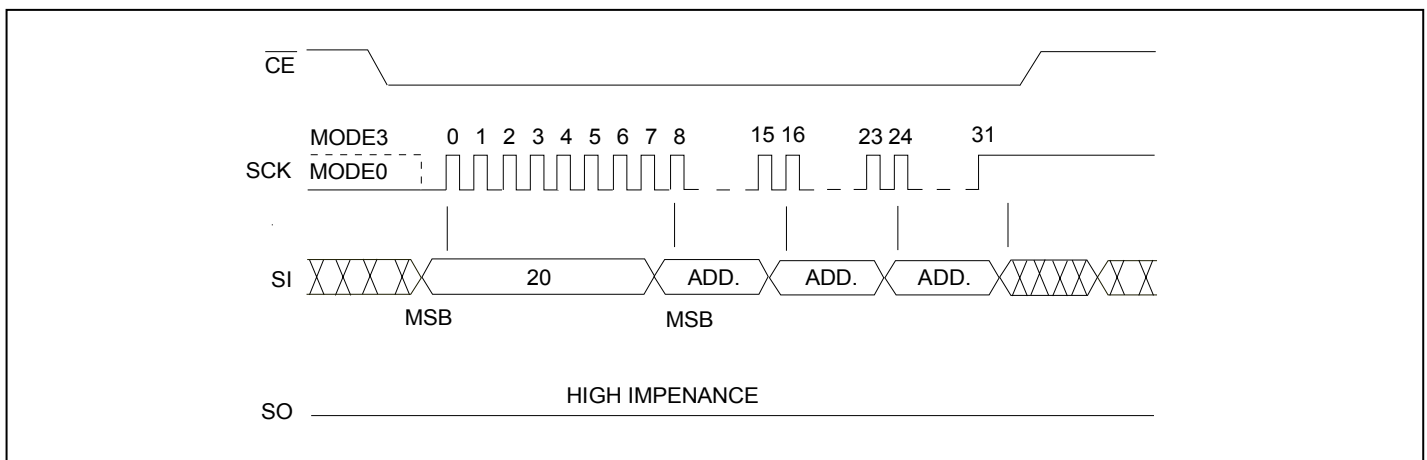 CE
MODE3 0 1 2 3 4 5 6 7 8 15 16 23 24 31
SCK MODE0
SI 20 ADD. ADD. ADD.
MSB MSB
HIGH IMPENANCE
SO